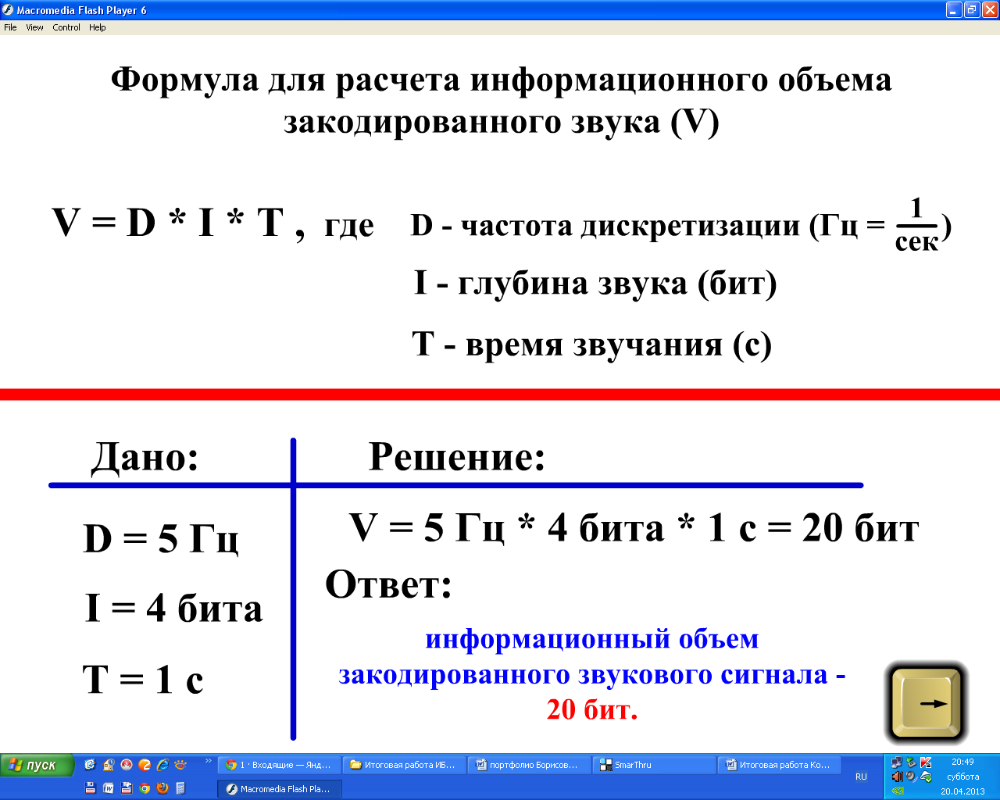 Macromedia Flash Player 6
File View Control Help
Формула для расчета информационного объема
закодированного звука (V)
V = D * I * T , где
D - частота дискретизации (Гц = 1/сек)
I - глубина звука (бит)
T - время звучания (с)
Дано:
Решение:
D = 5 Гц
I = 4 бита
T = 1 с
V = 5 Гц * 4 бита * 1 с = 20 бит
Ответ:
информационный объем
закодированного звукового сигнала -
20 бит.
пуск
1 · Входящие — Янд...
Итоговая работа ИБ...
портфолио Борисов...
SmarThru
Итоговая работа Ко...
Macromedia Flash Pla...
RU
20:49
суббота
20.04.2013